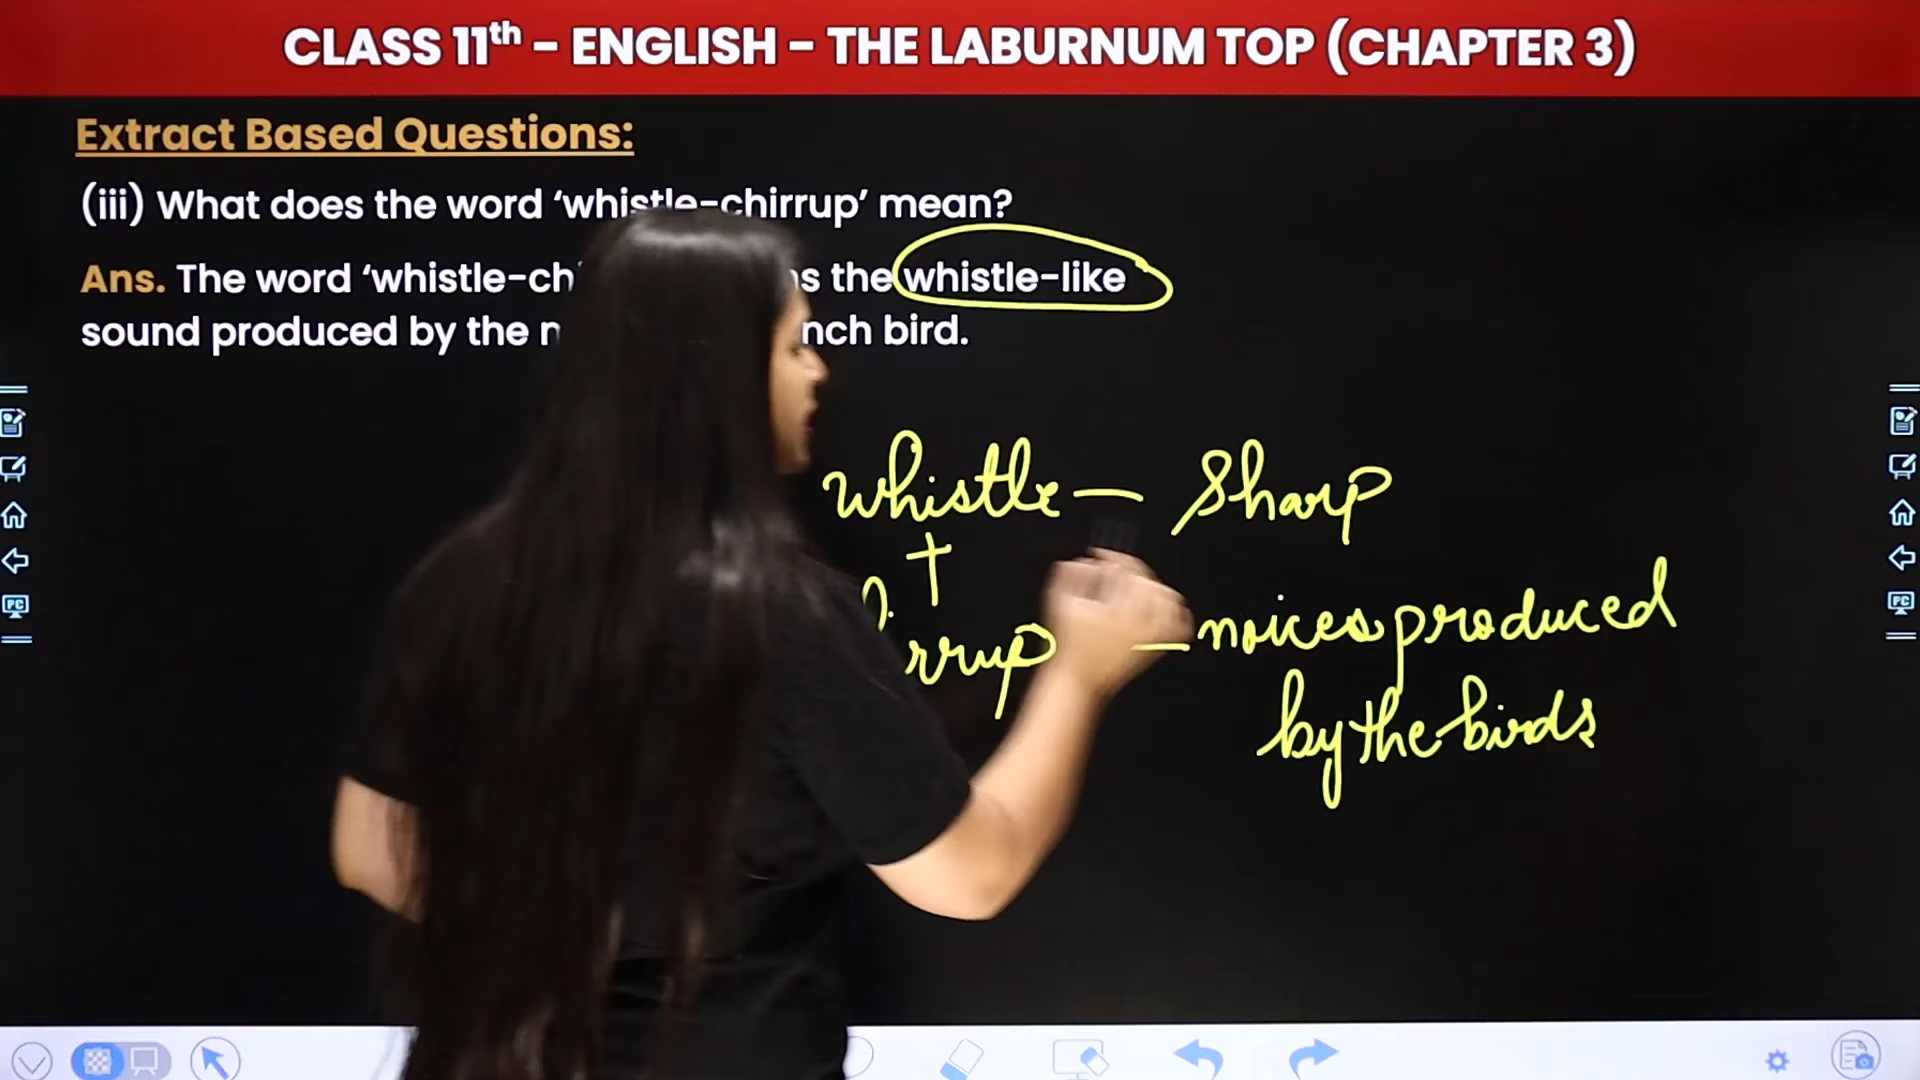 CLASS 11th – ENGLISH – THE LABURNUM TOP (CHAPTER 3)
Extract Based Questions:
(iii) What does the word ‘whistle-chirrup’ mean?
Ans. The word ‘whistle-ch s the whistle-like
sound produced by the nch bird.
whistle — Sharp
+
rrup — noices produced
by the birds
PC PC